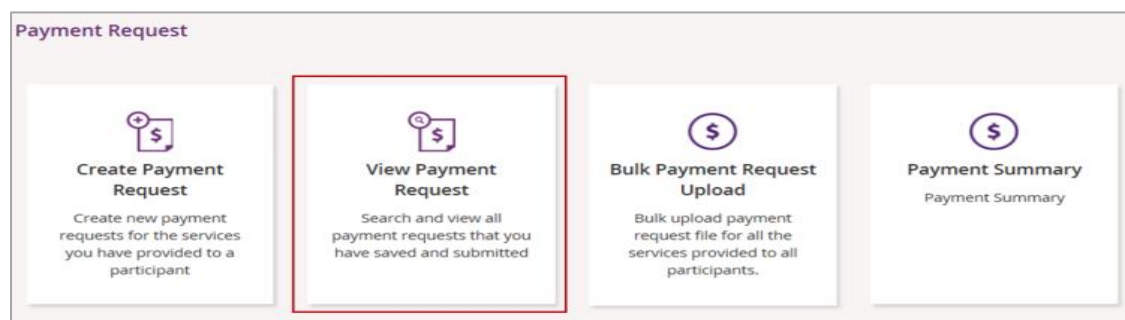 Payment Request
Create Payment
Request
Create new payment
requests for the services
you have provided to a
participant
View Payment
Request
Search and view all
payment requests that you
have saved and submitted
Bulk Payment Request
Upload
Bulk upload payment
request file for all the
services provided to all
participants.
Payment Summary
Payment Summary